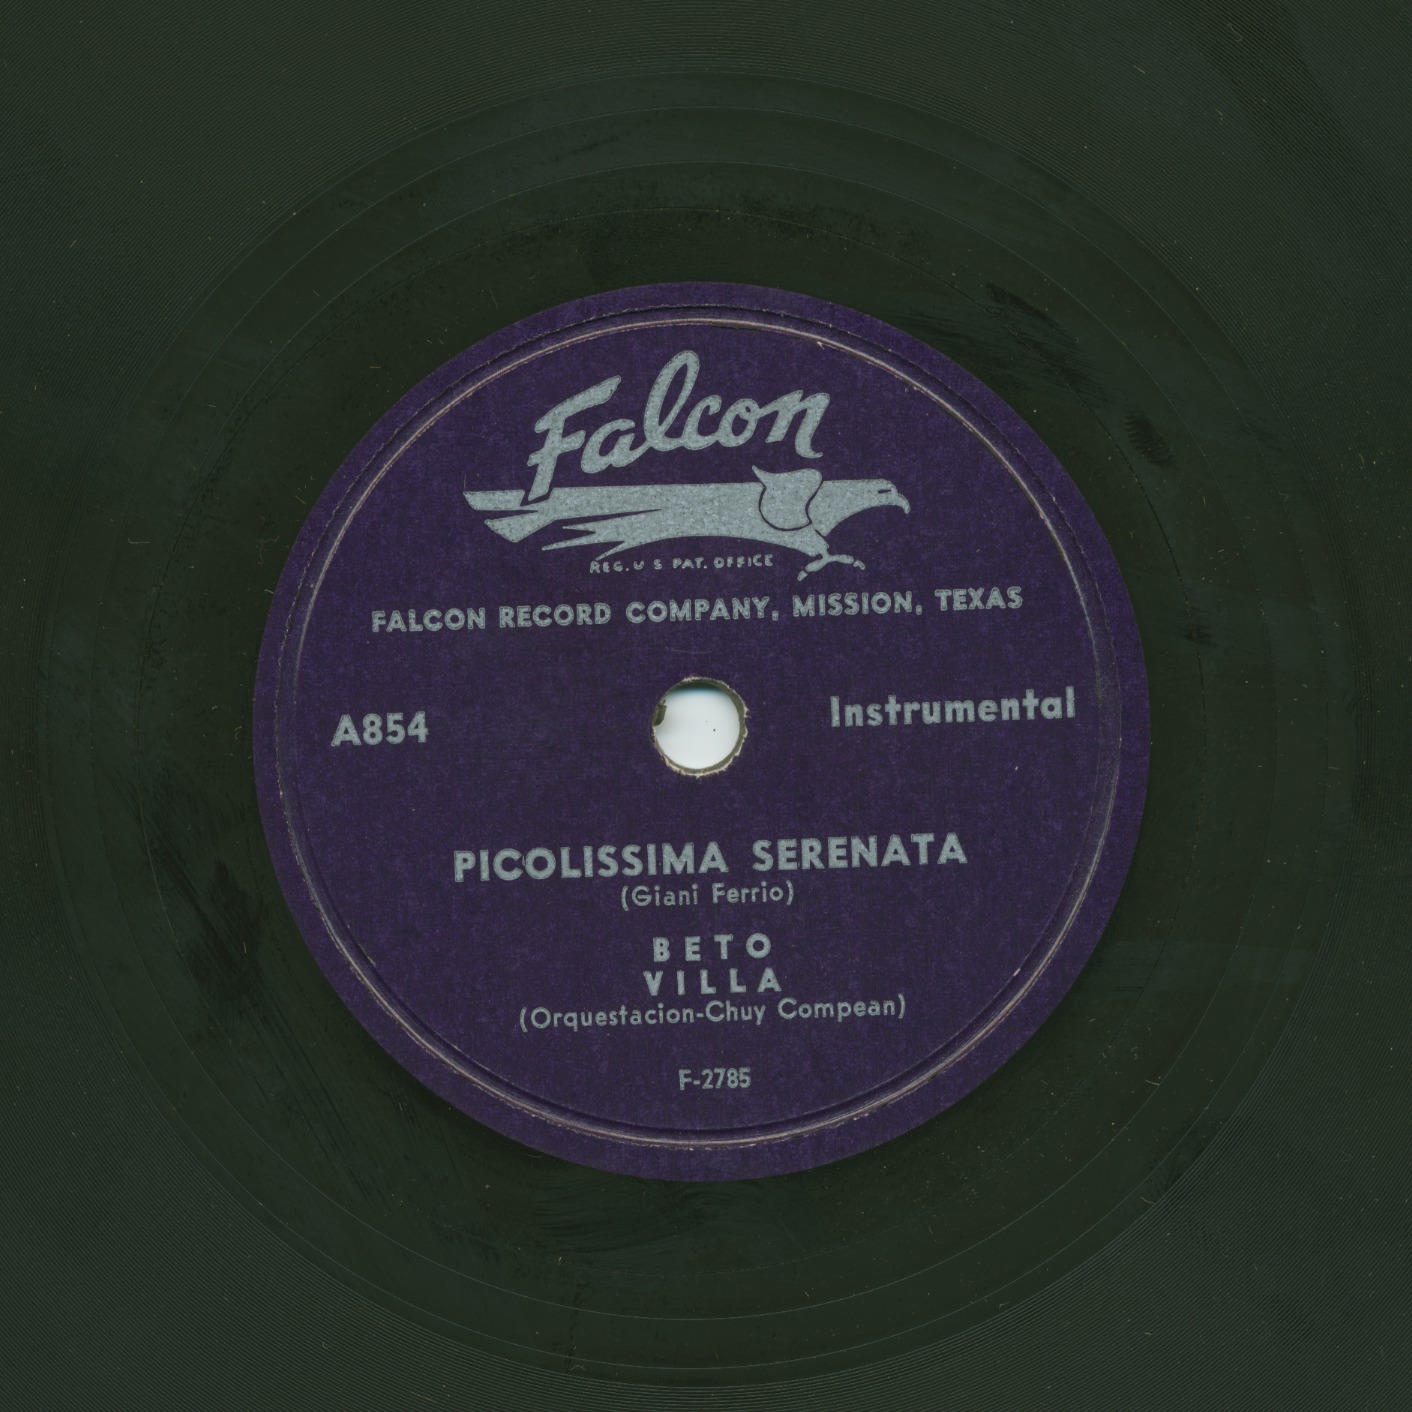 Falcon
REG. U S PAT. OFFICE
FALCON RECORD COMPANY, MISSION, TEXAS
A854
Instrumental
PICOLISSIMA SERENATA
(Giani Ferrio)
BETO
VILLA
(Orquestacion-Chuy Compean)
F-2785